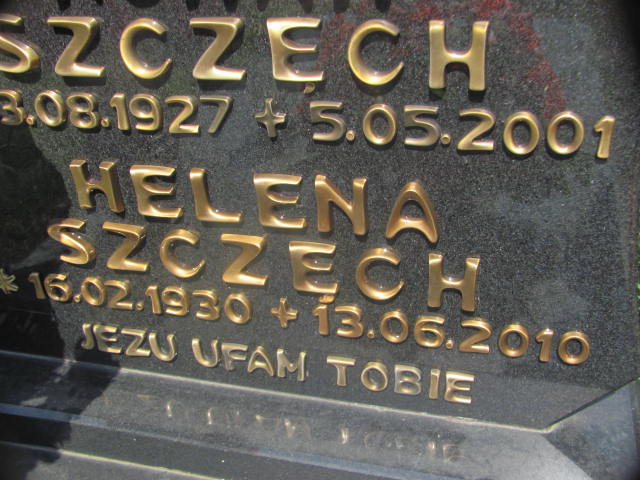 SZCZĘCH
3.08.1927 + 5.05.2001
HELENA
SZCZĘCH
* 16.02.1930 + 13.06.2010
JEZU UFAM TOBIE